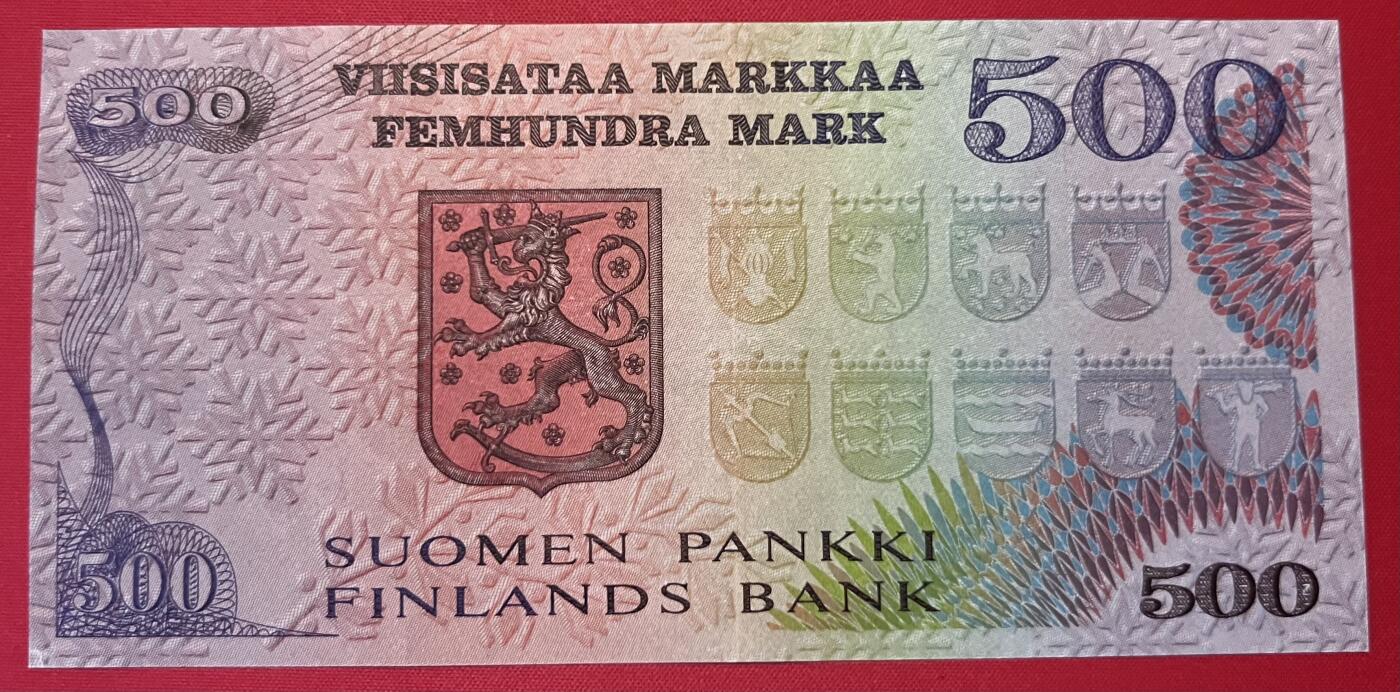 500
VIISISATAA MARKKAA
FEMHUNDRA MARK
500
SUOMEN PANKKI
FINLANDS BANK
500
500